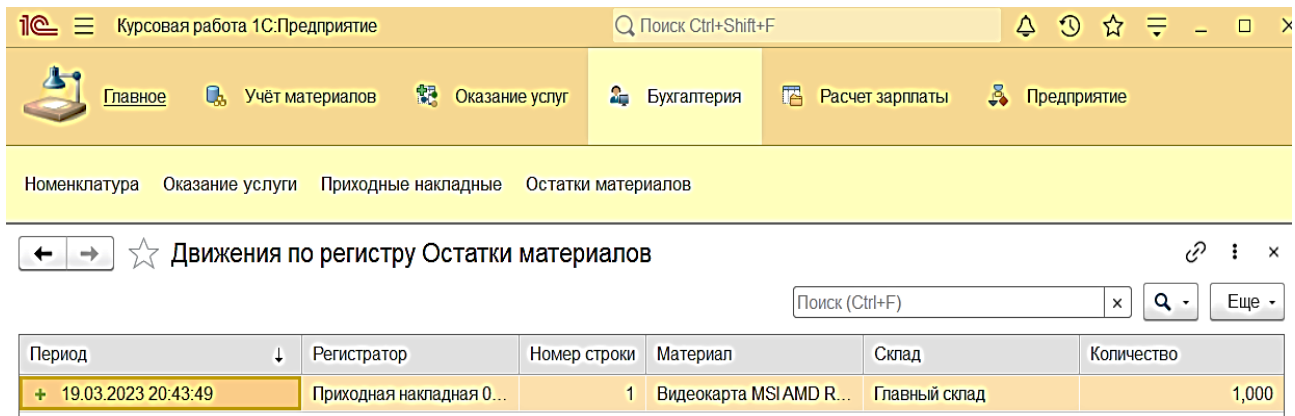 1С Курсовая работа 1С:Предприятие Поиск Ctrl+Shift+F
Главное Учёт материалов Оказание услуг Бухгалтерия Расчет зарплаты Предприятие
Номенклатура Оказание услуги Приходные накладные Остатки материалов
Движения по регистру Остатки материалов
Поиск (Ctrl+F) × Еще
Период ↓ Регистратор Номер строки Материал Склад Количество
19.03.2023 20:43:49 Приходная накладная 0... 1 Видеокарта MSI AMD R... Главный склад 1,000